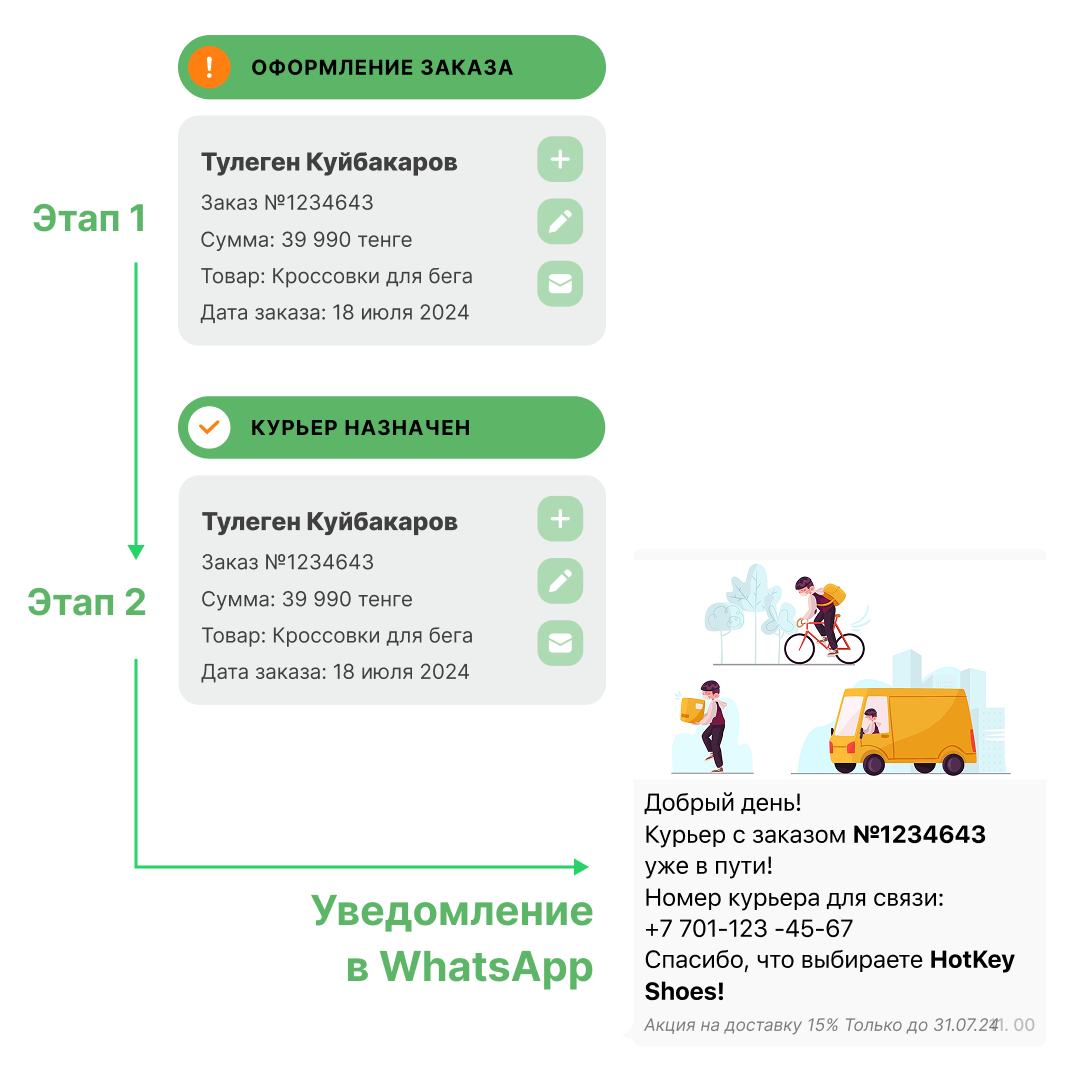 ОФОРМЛЕНИЕ ЗАКАЗА
Этап 1
Тулеген Куйбакаров
Заказ №1234643
Сумма: 39 990 тенге
Товар: Кроссовки для бега
Дата заказа: 18 июля 2024
КУРЬЕР НАЗНАЧЕН
Этап 2
Тулеген Куйбакаров
Заказ №1234643
Сумма: 39 990 тенге
Товар: Кроссовки для бега
Дата заказа: 18 июля 2024
Уведомление
в WhatsApp
Добрый день!
Курьер с заказом №1234643
уже в пути!
Номер курьера для связи:
+7 701-123 -45-67
Спасибо, что выбираете HotKey
Shoes!
Акция на доставку 15% Только до 31.07.24